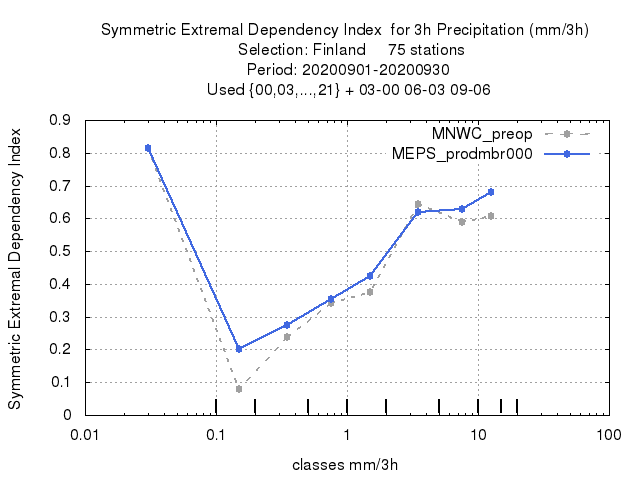 Symmetric Extremal Dependency Index  for 3h Precipitation (mm/3h)
Selection: Finland     75 stations
Period: 20200901-20200930
Used {00,03,...,21} + 03-00 06-03 09-06
Symmetric Extremal Dependency Index
0.9
0.8
0.7
0.6
0.5
0.4
0.3
0.2
0.1
0
MNWC_preop
MEPS_prodmbr000
0.01
0.1
1
10
100
classes mm/3h